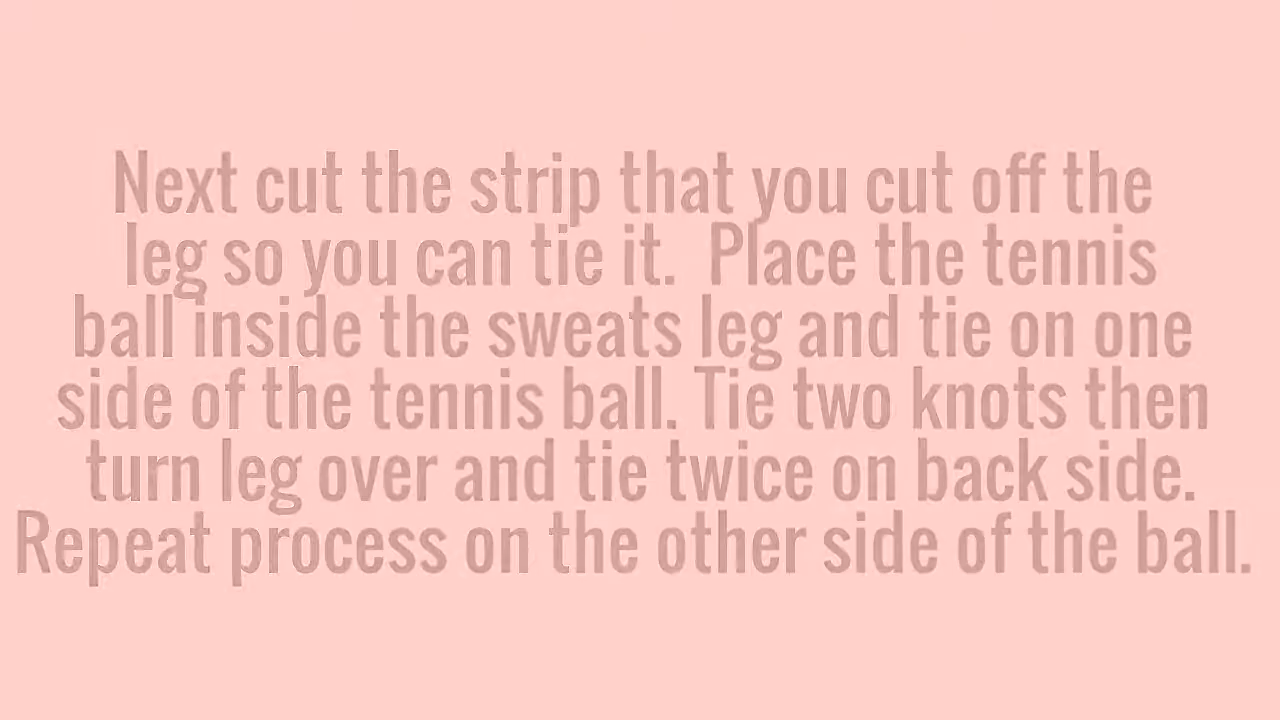 Next cut the strip that you cut off the
leg so you can tie it.  Place the tennis
ball inside the sweats leg and tie on one
side of the tennis ball. Tie two knots then
turn leg over and tie twice on back side.
Repeat process on the other side of the ball.